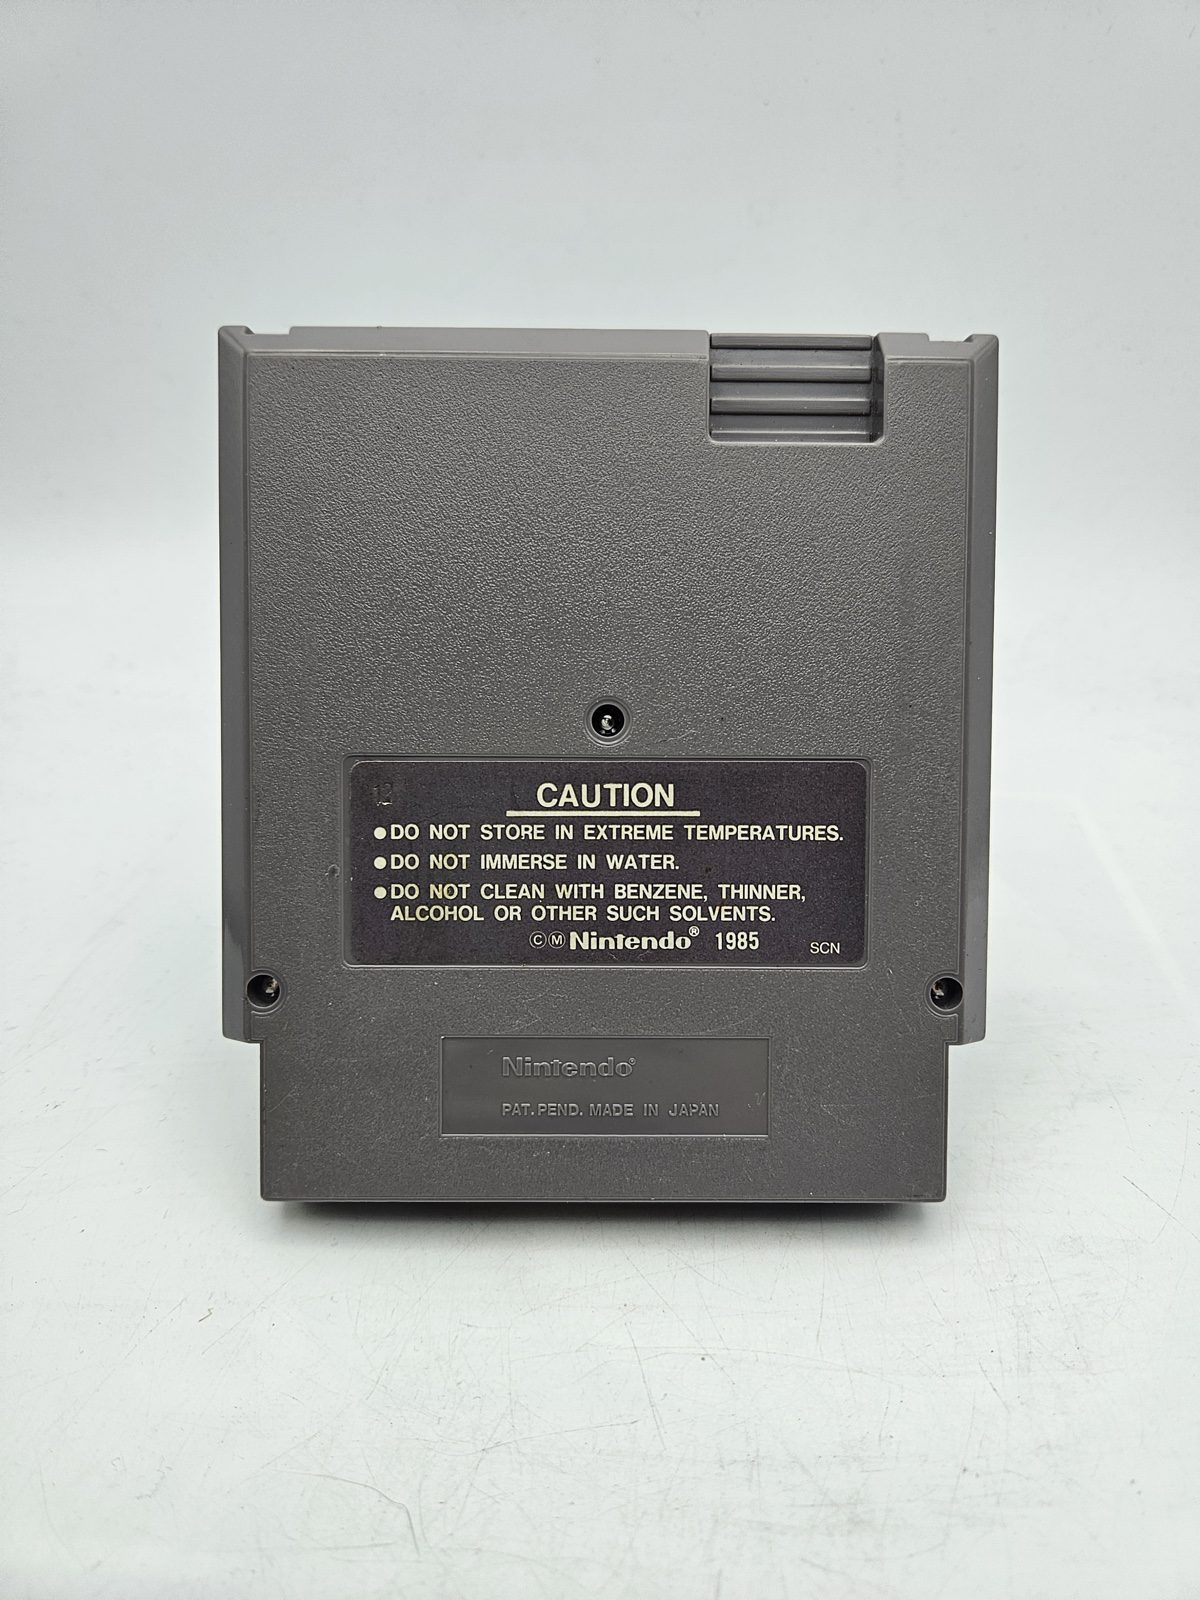 12
CAUTION
●DO NOT STORE IN EXTREME TEMPERATURES.
●DO NOT IMMERSE IN WATER.
●DO NOT CLEAN WITH BENZENE, THINNER,
ALCOHOL OR OTHER SUCH SOLVENTS.
ⒸⓂNintendo® 1985 SCN
Nintendo®
PAT. PEND. MADE IN JAPAN